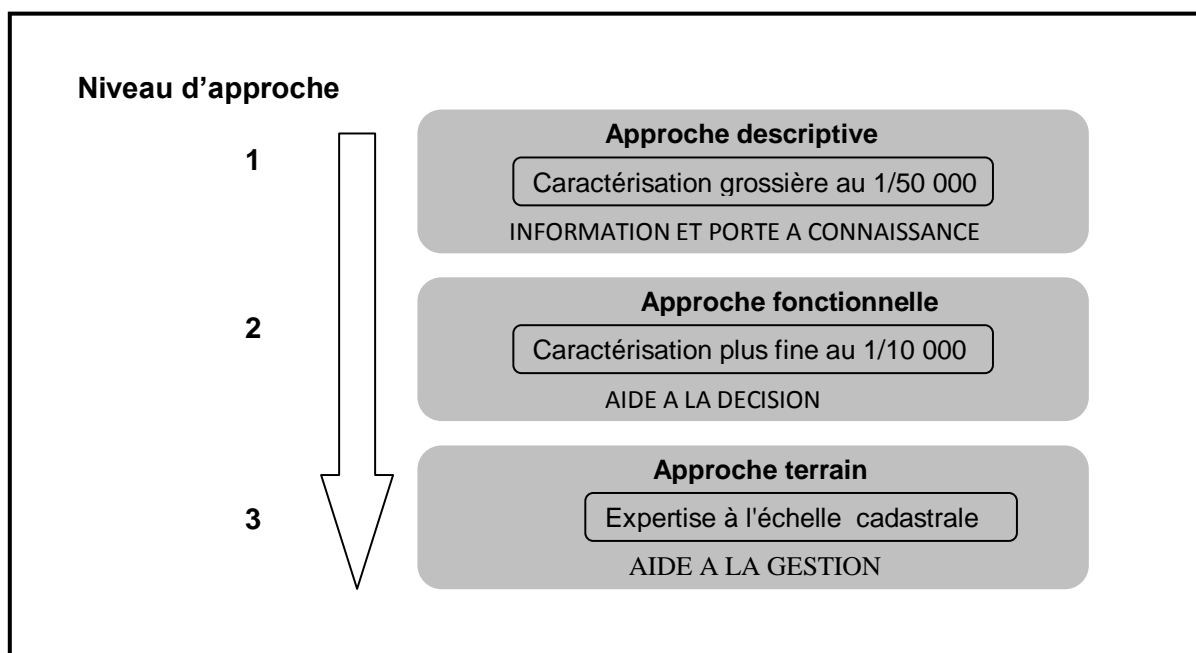 Niveau d’approche
1
Approche descriptive
Caractérisation grossière au 1/50 000
INFORMATION ET PORTE A CONNAISSANCE
2
Approche fonctionnelle
Caractérisation plus fine au 1/10 000
AIDE A LA DECISION
3
Approche terrain
Expertise à l'échelle cadastrale
AIDE A LA GESTION